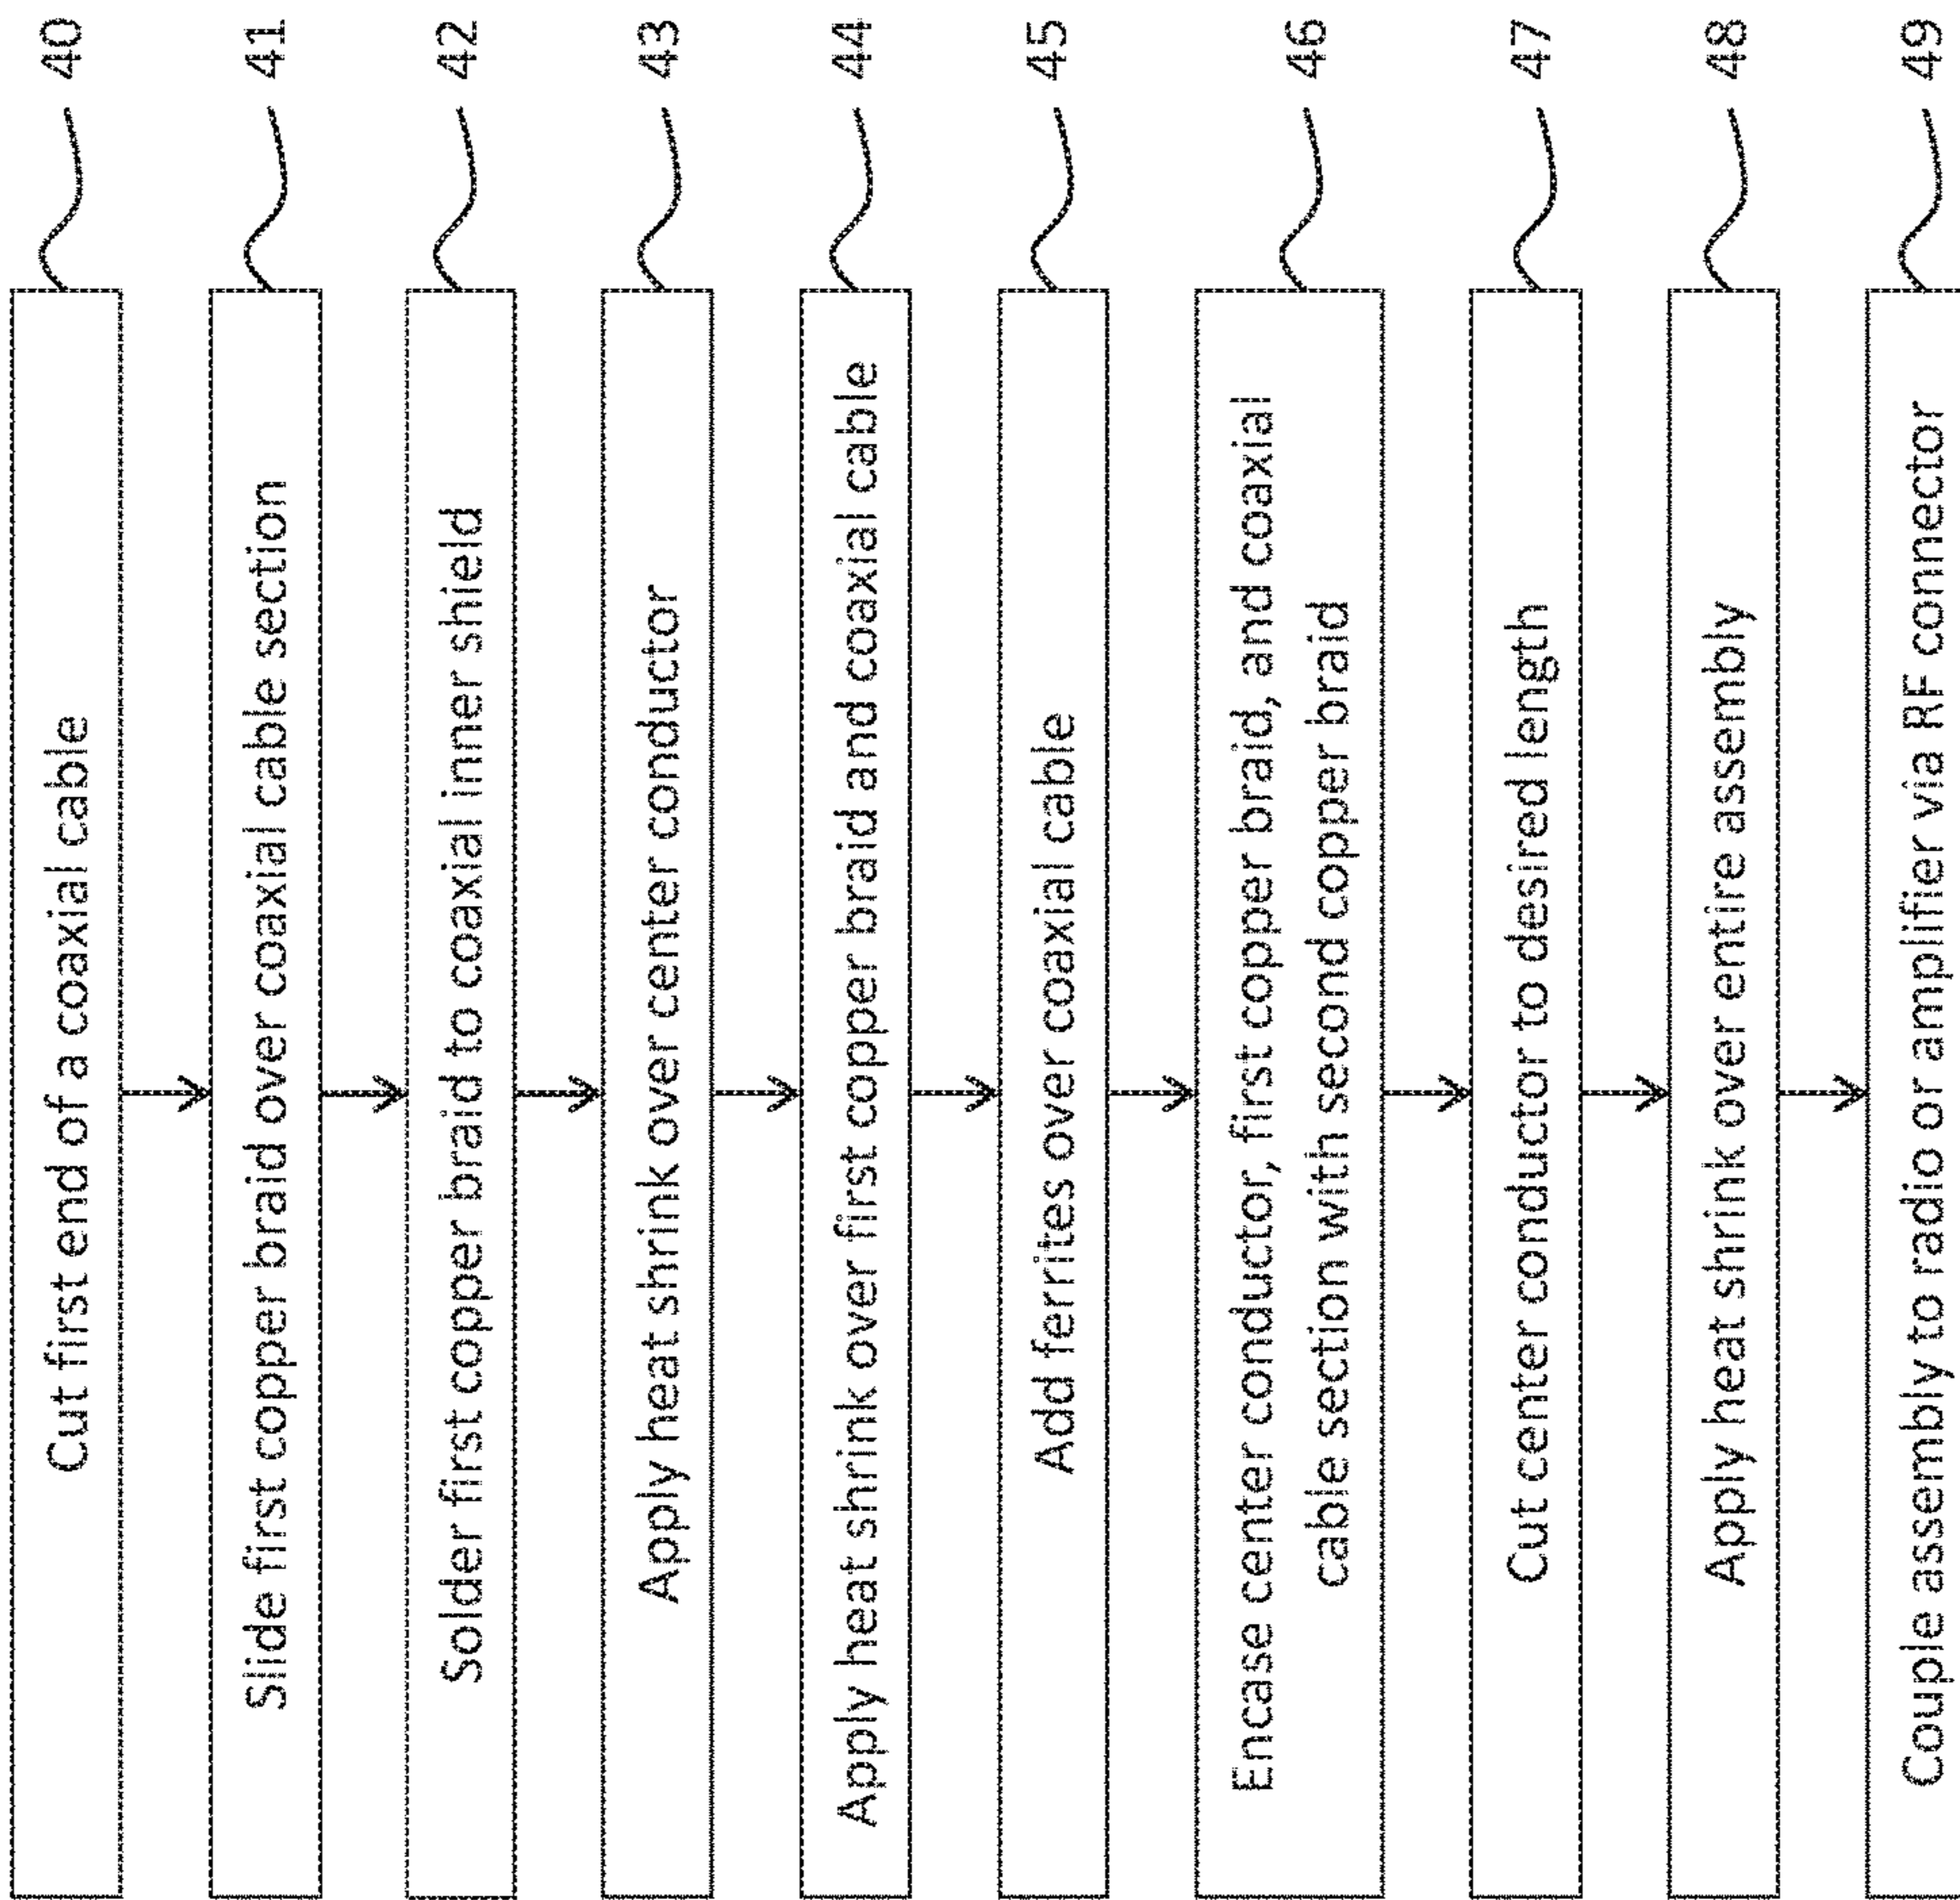 Cut first end of a coaxial cable
40
Slide first copper braid over coaxial cable section
41
Solder first copper braid to coaxial inner shield
42
Apply heat shrink over center conductor
43
Apply heat shrink over first copper braid and coaxial cable
44
Add ferrites over coaxial cable
45
Encase center conductor, first copper braid, and coaxial
cable section with second copper braid
46
Cut center conductor to desired length
47
Apply heat shrink over entire assembly
48
Couple assembly to radio or amplifier via RF connector
49